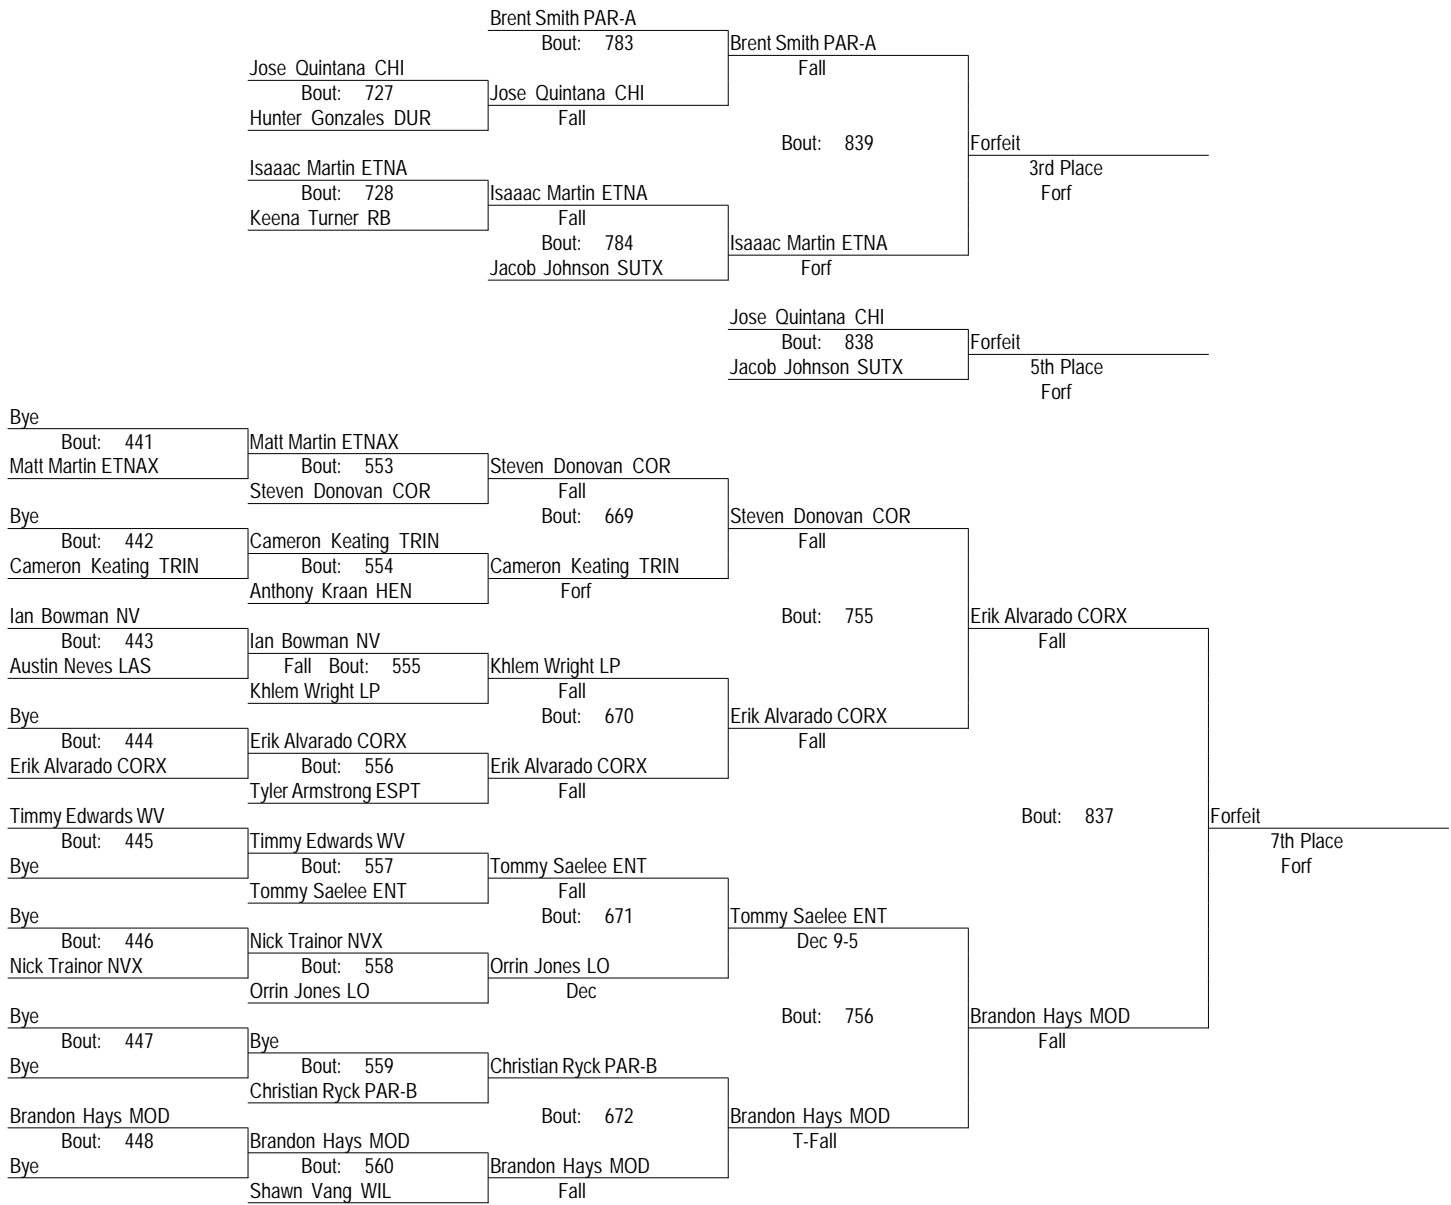 Brent Smith PAR-A
Bout: 783 Brent Smith PAR-A
Jose Quintana CHI Fall
Bout: 727 Jose Quintana CHI
Hunter Gonzales DUR Fall
Bout: 839 Forfeit
Isaaac Martin ETNA 3rd Place
Bout: 728 Isaaac Martin ETNA Forf
Keena Turner RB Fall
Bout: 784 Isaaac Martin ETNA
Jacob Johnson SUTX Forf
Jose Quintana CHI
Bout: 838 Forfeit
Jacob Johnson SUTX 5th Place
Forf
Bye
Bout: 441 Matt Martin ETNAX
Matt Martin ETNAX Bout: 553 Steven Donovan COR
Steven Donovan COR Fall
Bye Bout: 669 Steven Donovan COR
Bout: 442 Cameron Keating TRIN Fall
Cameron Keating TRIN Bout: 554 Cameron Keating TRIN
Anthony Kraan HEN Forf
Ian Bowman NV Bout: 755 Erik Alvarado CORX
Bout: 443 Ian Bowman NV Fall
Austin Neves LAS Fall Bout: 555 Khlem Wright LP
Khlem Wright LP Fall
Bye Bout: 670 Erik Alvarado CORX
Bout: 444 Erik Alvarado CORX Fall
Erik Alvarado CORX Bout: 556 Erik Alvarado CORX
Tyler Armstrong ESPT Fall
Timmy Edwards WV Bout: 837 Forfeit
Bout: 445 Timmy Edwards WV 7th Place
Bye Bout: 557 Tommy Saelee ENT Forf
Tommy Saelee ENT Fall
Bye Bout: 671 Tommy Saelee ENT
Bout: 446 Nick Trainor NVX Dec 9-5
Nick Trainor NVX Bout: 558 Orrin Jones LO
Orrin Jones LO Dec
Bye Bout: 756 Brandon Hays MOD
Bout: 447 Bye Fall
Bye Bout: 559 Christian Ryck PAR-B
Christian Ryck PAR-B
Brandon Hays MOD Bout: 672 Brandon Hays MOD
Bout: 448 Brandon Hays MOD T-Fall
Bye Bout: 560 Brandon Hays MOD
Shawn Vang WIL Fall